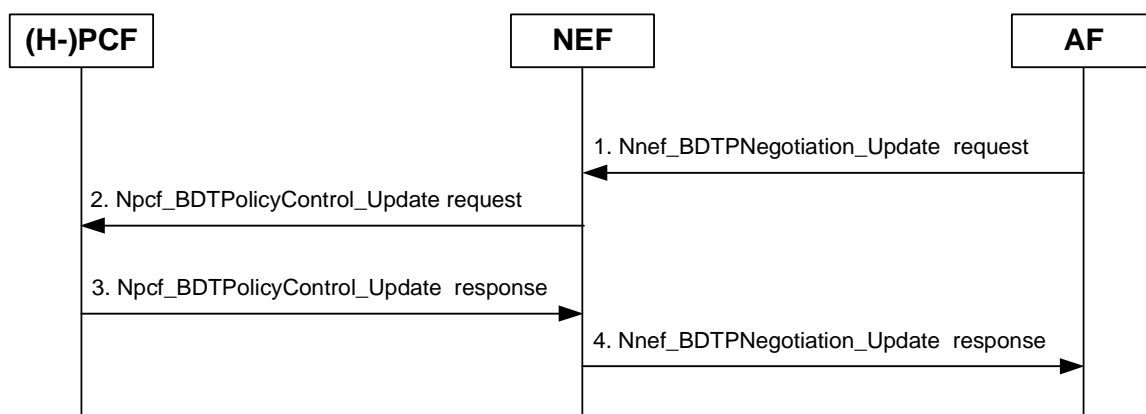 (H-)PCF
NEF
AF
1. Nnef_BDTPNegotiation_Update request
2. Npcf_BDTPolicyControl_Update request
3. Npcf_BDTPolicyControl_Update response
4. Nnef_BDTPNegotiation_Update response